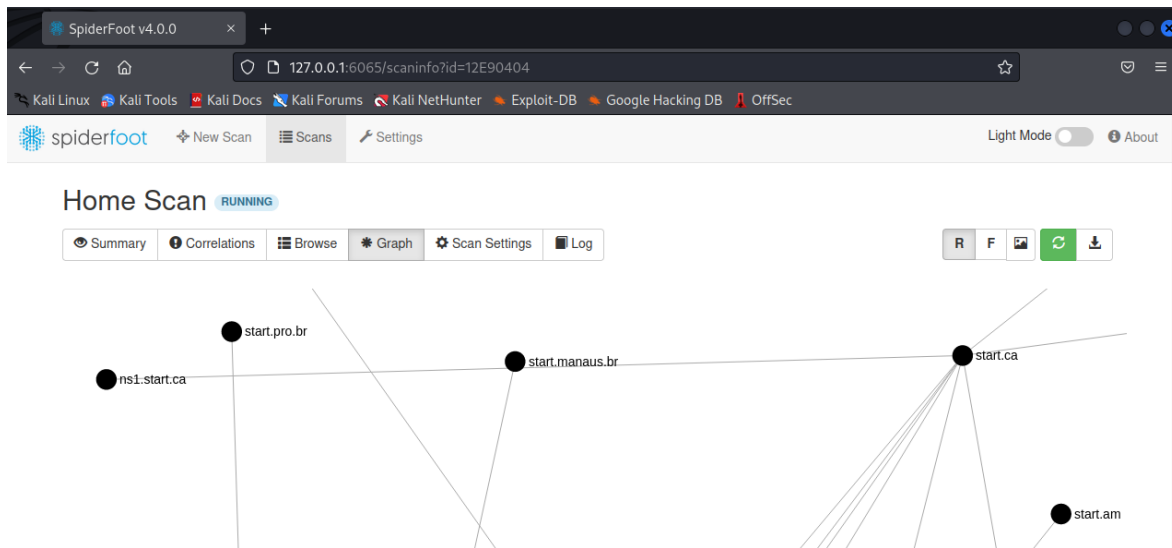 SpiderFoot v4.0.0
127.0.0.1:6065/scaninfo?id=12E90404
Kali Linux Kali Tools Kali Docs Kali Forums Kali NetHunter Exploit-DB Google Hacking DB OffSec
spiderfoot New Scan Scans Settings Light Mode About
Home Scan RUNNING
Summary Correlations Browse Graph Scan Settings Log R F
start.pro.br
start.manaus.br
start.ca
ns1.start.ca
start.am